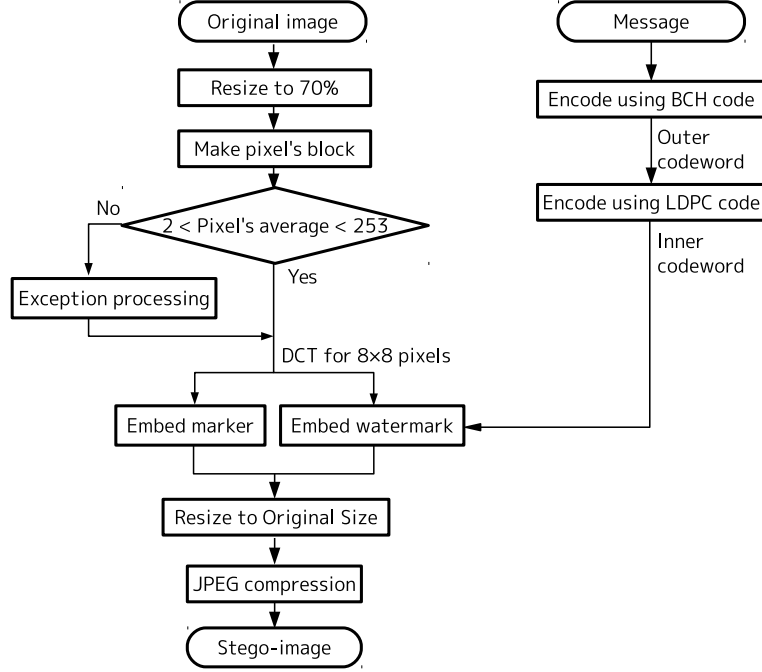 Original image
Resize to 70%
Make pixel's block
2 < Pixel's average < 253
No
Yes
Exception processing
DCT for 8×8 pixels
Embed marker
Embed watermark
Resize to Original Size
JPEG compression
Stego-image
Message
Encode using BCH code
Outer
codeword
Encode using LDPC code
Inner
codeword